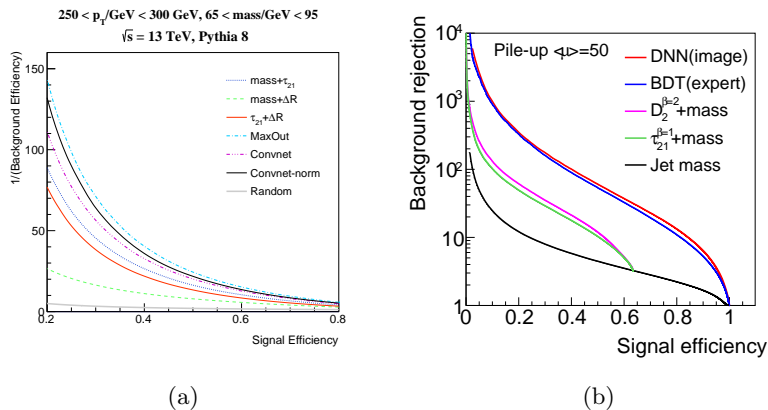 250 < p_T/GeV < 300 GeV, 65 < mass/GeV < 95
√s = 13 TeV, Pythia 8
1/(Background Efficiency)
150
100
50
0
mass+τ21
mass+ΔR
τ21+ΔR
MaxOut
Convnet
Convnet-norm
Random
0.2 0.4 0.6 0.8
Signal Efficiency
(a)
Background rejection
10^4
10^3
10^2
10
1
Pile-up <μ>=50
DNN(image)
BDT(expert)
D_2^{β=2}+mass
τ_21^{β=1}+mass
Jet mass
0 0.2 0.4 0.6 0.8 1
Signal efficiency
(b)